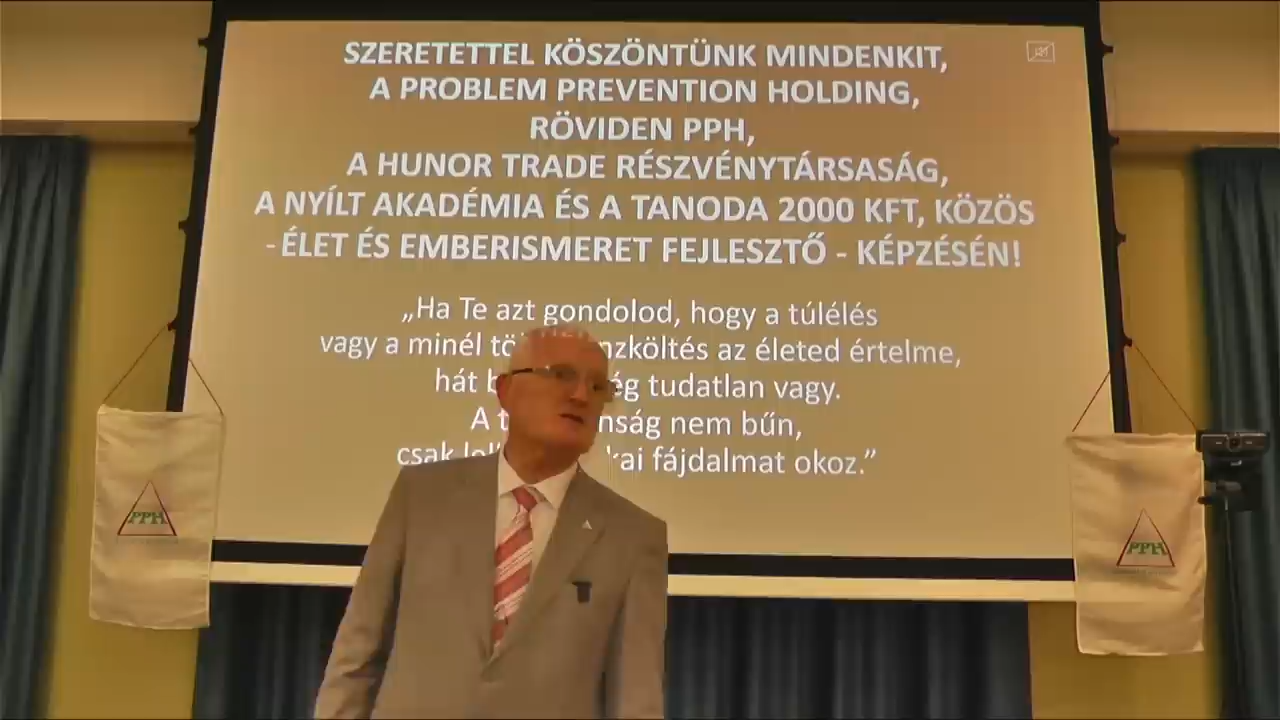 SZERETETTEL KÖSZÖNTÜNK MINDENKIT,
A PROBLEM PREVENTION HOLDING,
RÖVIDEN PPH,
A HUNOR TRADE RÉSZVÉNYTÁRSASÁG,
A NYÍLT AKADÉMIA ÉS A TANODA 2000 KFT, KÖZÖS
- ÉLET ÉS EMBERISMERET FEJLESZTŐ - KÉPZÉSÉN!
„Ha Te azt gondolod, hogy a túlélés
vagy a minél az életed értelme,
hát tudatlan vagy.
A nem bűn,
csak fájdalmat okoz.”
PPH
PPH